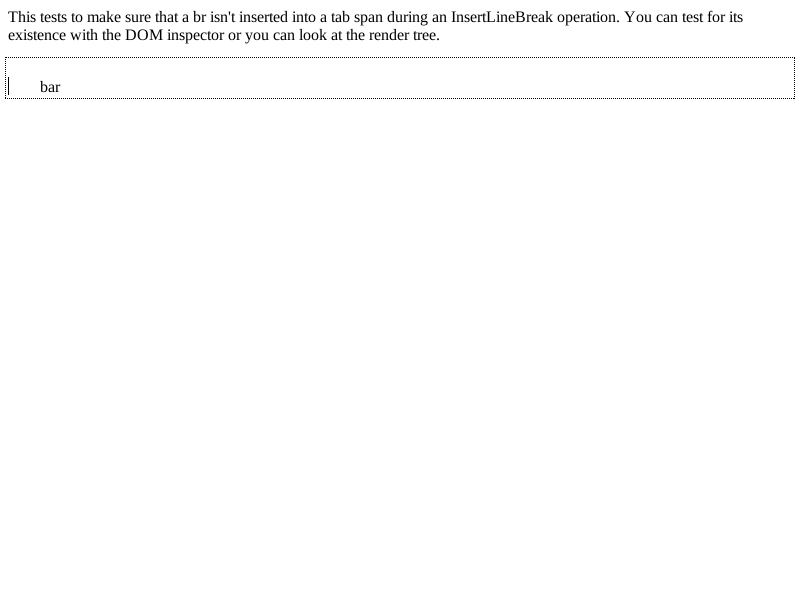 This tests to make sure that a br isn't inserted into a tab span during an InsertLineBreak operation. You can test for its
existence with the DOM inspector or you can look at the render tree.
bar